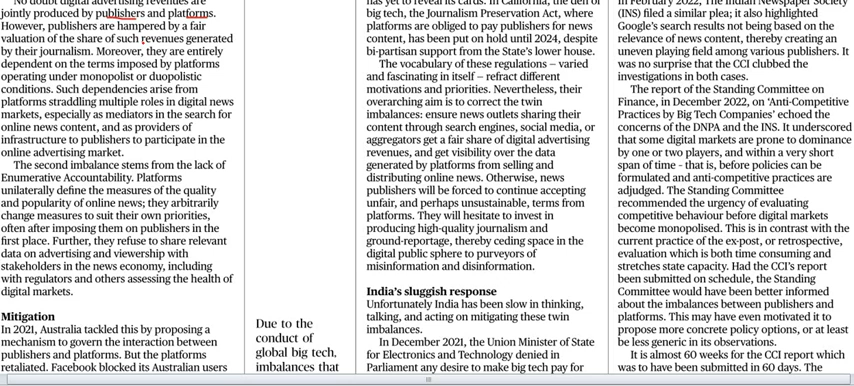 No doubt digital advertising revenues are
jointly produced by publishers and platforms.
However, publishers are hampered by a fair
valuation of the share of such revenues generated
by their journalism. Moreover, they are entirely
dependent on the terms imposed by platforms
operating under monopolist or duopolistic
conditions. Such dependencies arise from
platforms straddling multiple roles in digital news
markets, especially as mediators in the search for
online news content, and as providers of
infrastructure to publishers to participate in the
online advertising market.
The second imbalance stems from the lack of
Enumerative Accountability. Platforms
unilaterally define the measures of the quality
and popularity of online news; they arbitrarily
change measures to suit their own priorities,
often after imposing them on publishers in the
first place. Further, they refuse to share relevant
data on advertising and viewership with
stakeholders in the news economy, including
with regulators and others assessing the health of
digital markets.
Mitigation
In 2021, Australia tackled this by proposing a
mechanism to govern the interaction between
publishers and platforms. But the platforms
retaliated. Facebook blocked its Australian users
Due to the
conduct of
global big tech,
imbalances that
has yet to reveal its cards. In California, the den of
big tech, the Journalism Preservation Act, where
platforms are obliged to pay publishers for news
content, has been put on hold until 2024, despite
bi-partisan support from the State's lower house.
The vocabulary of these regulations — varied
and fascinating in itself — refract different
motivations and priorities. Nevertheless, their
overarching aim is to correct the twin
imbalances: ensure news outlets sharing their
content through search engines, social media, or
aggregators get a fair share of digital advertising
revenues, and get visibility over the data
generated by platforms from selling and
distributing online news. Otherwise, news
publishers will be forced to continue accepting
unfair, and perhaps unsustainable, terms from
platforms. They will hesitate to invest in
producing high-quality journalism and
ground-reportage, thereby ceding space in the
digital public sphere to purveyors of
misinformation and disinformation.
India's sluggish response
Unfortunately India has been slow in thinking,
talking, and acting on mitigating these twin
imbalances.
In December 2021, the Union Minister of State
for Electronics and Technology denied in
Parliament any desire to make big tech pay for
In February 2022, The Indian Newspaper Society
(INS) filed a similar plea; it also highlighted
Google's search results not being based on the
relevance of news content, thereby creating an
uneven playing field among various publishers. It
was no surprise that the CCI clubbed the
investigations in both cases.
The report of the Standing Committee on
Finance, in December 2022, on 'Anti-Competitive
Practices by Big Tech Companies' echoed the
concerns of the DNPA and the INS. It underscored
that some digital markets are prone to dominance
by one or two players, and within a very short
span of time – that is, before policies can be
formulated and anti-competitive practices are
adjudged. The Standing Committee
recommended the urgency of evaluating
competitive behaviour before digital markets
become monopolised. This is in contrast with the
current practice of the ex-post, or retrospective,
evaluation which is both time consuming and
stretches state capacity. Had the CCI's report
been submitted on schedule, the Standing
Committee would have been better informed
about the imbalances between publishers and
platforms. This may have even motivated it to
propose more concrete policy options, or at least
be less generic in its observations.
It is almost 60 weeks for the CCI report which
was to have been submitted in 60 days. The